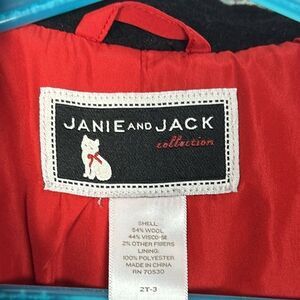 JANIE AND JACK
collection
SHELL
54% WOOL
44% VISCOSE
2% OTHER FIBERS
LINING:
100% POLYESTER
MADE IN CHINA
RN 70530
2T-3